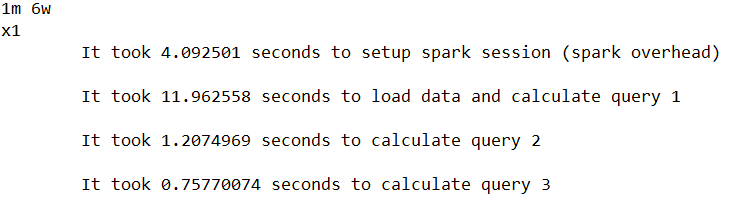 1m 6w
x1
It took 4.092501 seconds to setup spark session (spark overhead)
It took 11.962558 seconds to load data and calculate query 1
It took 1.2074969 seconds to calculate query 2
It took 0.75770074 seconds to calculate query 3